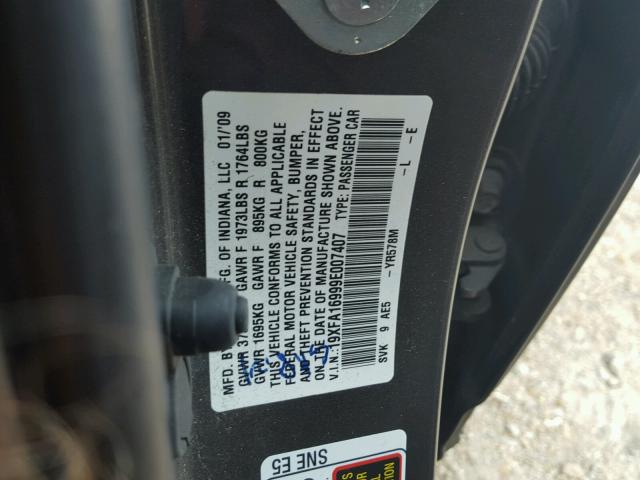 MFD. BY MFG. OF INDIANA, LLC 01/'09
GVWR GAWR F 1973LBS R 1764LBS
GVWR 1695KG GAWR F 895KG R 800KG
THIS VEHICLE CONFORMS TO ALL APPLICABLE
FEDERAL MOTOR VEHICLE SAFETY, BUMPER,
AND THEFT PREVENTION STANDARDS IN EFFECT
ON THE DATE OF MANUFACTURE SHOWN ABOVE.
V.I.N.:19XFA16999E007407 TYPE: PASSENGER CAR
-L -E
SVK 9 AE5 -YR578M
SNE E5